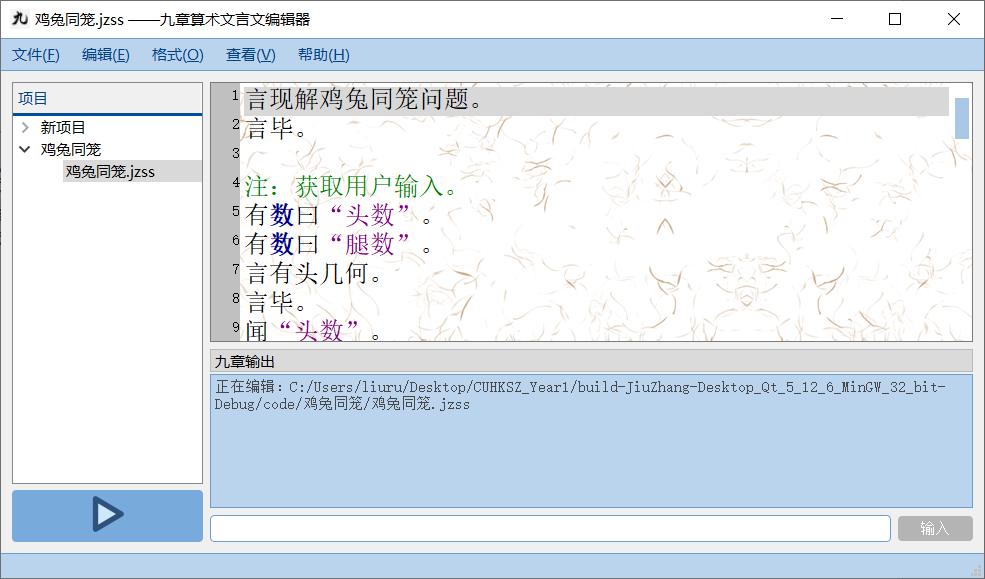 九 鸡兔同笼.jzss ——九章算术文言文编辑器
文件(F) 编辑(E) 格式(O) 查看(V) 帮助(H)
项目
新项目
鸡兔同笼
鸡兔同笼.jzss
1 言现解鸡兔同笼问题。
2 言毕。
3
4 注：获取用户输入。
5 有数曰“头数”。
6 有数曰“腿数”。
7 言有头几何。
8 言毕。
9 闻“头数”。
九章输出
正在编辑：C:/Users/liuru/Desktop/CUHKSZ_Year1/build-JiuZhang-Desktop_Qt_5_12_6_MinGW_32_bit-
Debug/code/鸡兔同笼/鸡兔同笼.jzss
输入